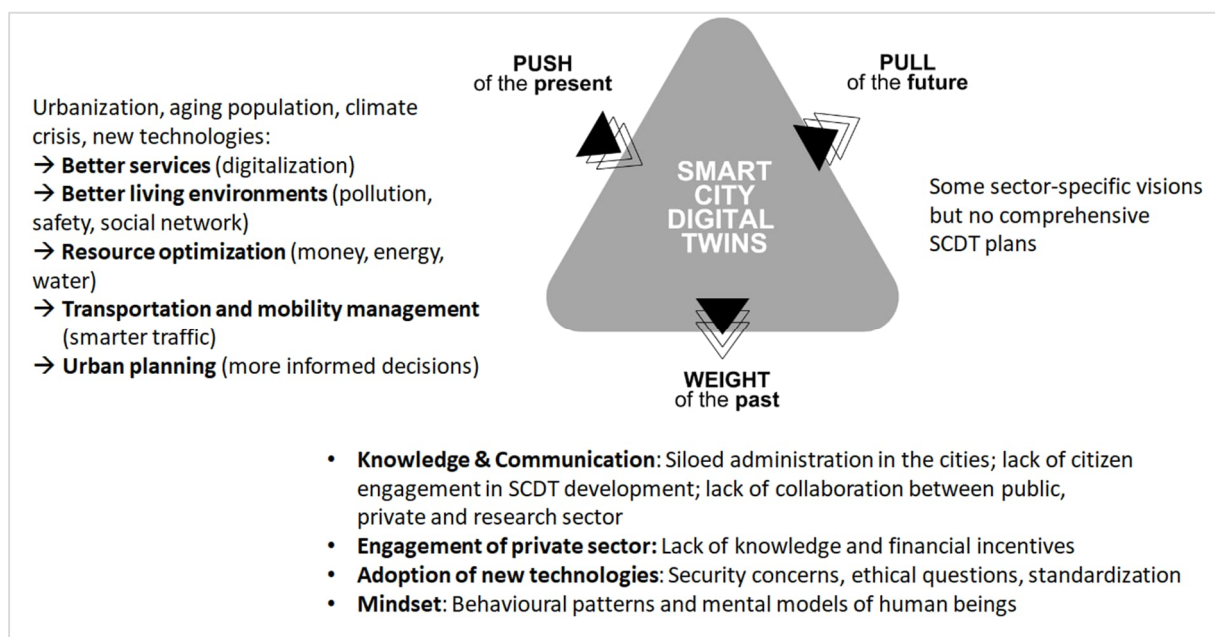 PUSH
of the present
PULL
of the future
Urbanization, aging population, climate
crisis, new technologies:
→ Better services (digitalization)
→ Better living environments (pollution,
safety, social network)
→ Resource optimization (money, energy,
water)
→ Transportation and mobility management
(smarter traffic)
→ Urban planning (more informed decisions)
SMART
CITY
DIGITAL
TWINS
Some sector-specific visions
but no comprehensive
SCDT plans
WEIGHT
of the past
• Knowledge & Communication: Siloed administration in the cities; lack of citizen
engagement in SCDT development; lack of collaboration between public,
private and research sector
• Engagement of private sector: Lack of knowledge and financial incentives
• Adoption of new technologies: Security concerns, ethical questions, standardization
• Mindset: Behavioural patterns and mental models of human beings